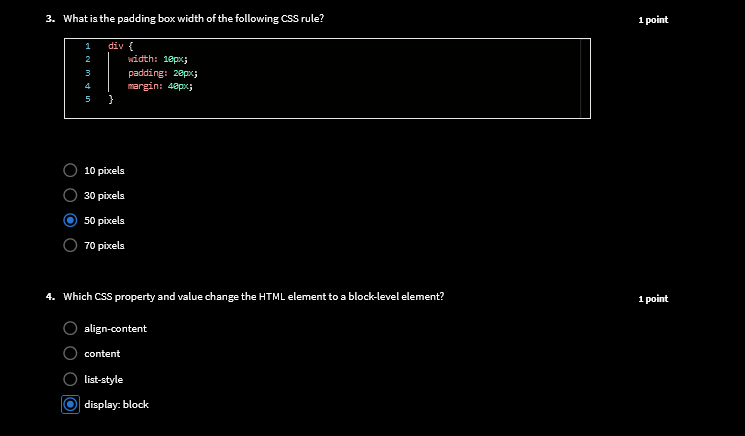 3. What is the padding box width of the following CSS rule?
1 point
1 div {
2 width: 10px;
3 padding: 20px;
4 margin: 40px;
5 }
10 pixels
30 pixels
50 pixels
70 pixels
4. Which CSS property and value change the HTML element to a block-level element?
1 point
align-content
content
list-style
display: block